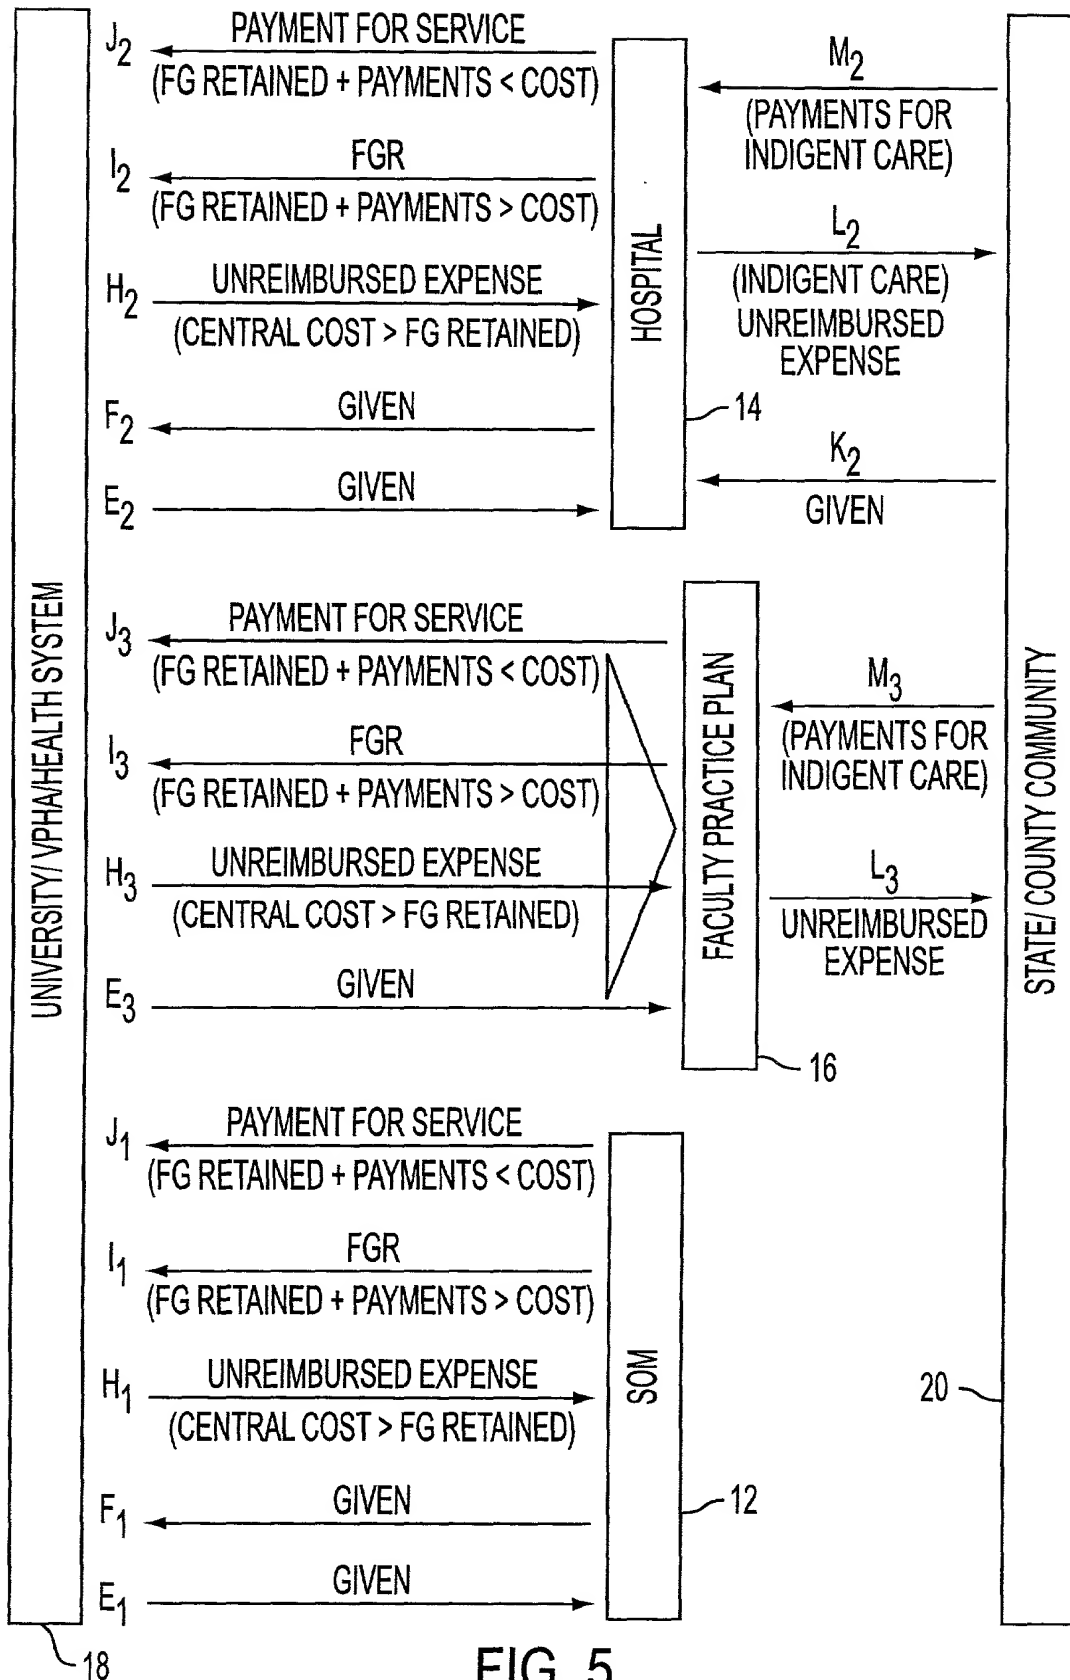 J2
PAYMENT FOR SERVICE
(FG RETAINED + PAYMENTS < COST)
I2
FGR
(FG RETAINED + PAYMENTS > COST)
H2
UNREIMBURSED EXPENSE
(CENTRAL COST > FG RETAINED)
F2
GIVEN
E2
GIVEN
HOSPITAL
14
M2
(PAYMENTS FOR
INDIGENT CARE)
L2
(INDIGENT CARE)
UNREIMBURSED
EXPENSE
K2
GIVEN
UNIVERSITY/ VPHA/HEALTH SYSTEM
J3
PAYMENT FOR SERVICE
(FG RETAINED + PAYMENTS < COST)
I3
FGR
(FG RETAINED + PAYMENTS > COST)
H3
UNREIMBURSED EXPENSE
(CENTRAL COST > FG RETAINED)
E3
GIVEN
FACULTY PRACTICE PLAN
16
M3
(PAYMENTS FOR
INDIGENT CARE)
L3
UNREIMBURSED
EXPENSE
STATE/ COUNTY COMMUNITY
J1
PAYMENT FOR SERVICE
(FG RETAINED + PAYMENTS < COST)
I1
FGR
(FG RETAINED + PAYMENTS > COST)
H1
UNREIMBURSED EXPENSE
(CENTRAL COST > FG RETAINED)
F1
GIVEN
E1
GIVEN
SOM
12
20
18
FIG. 5